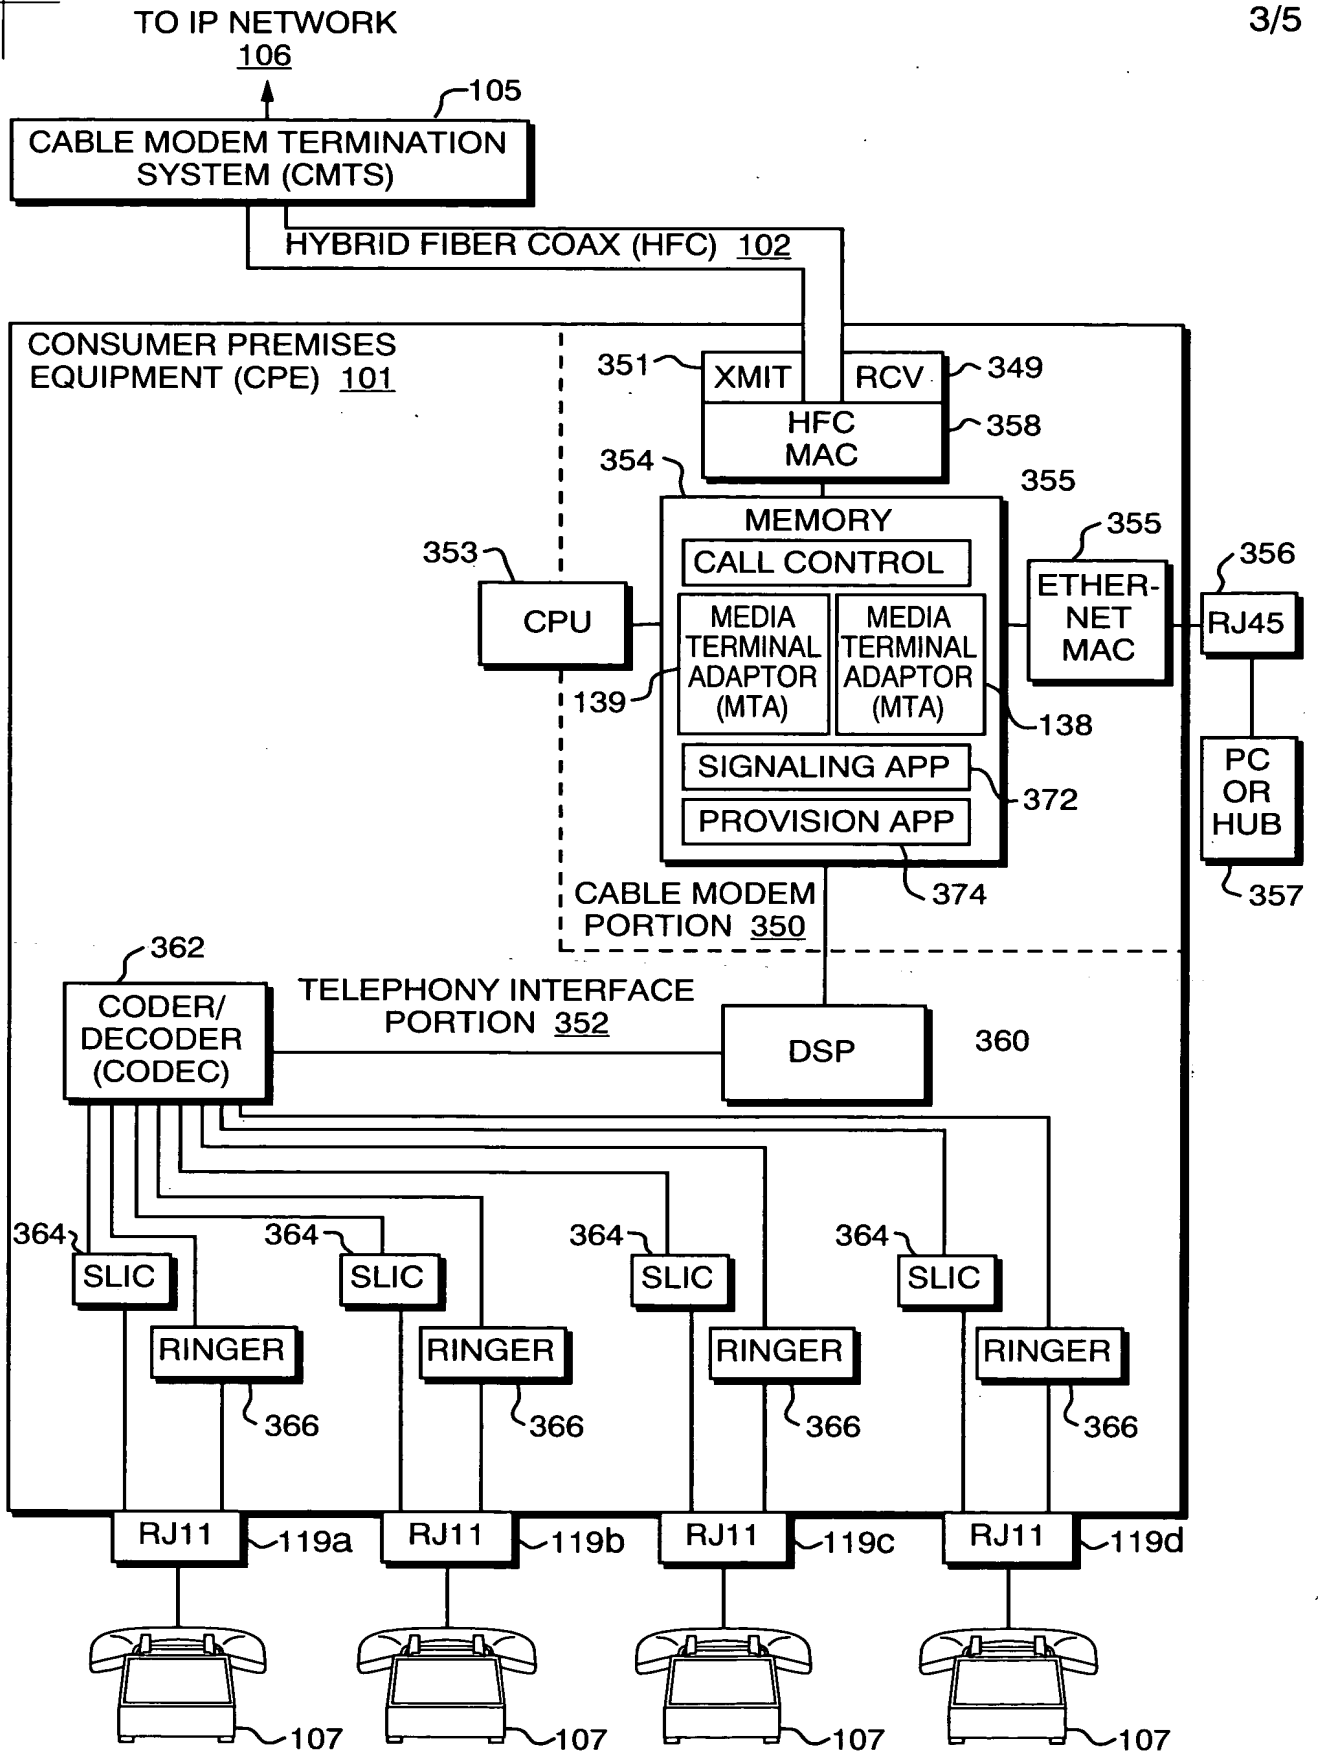 3/5
TO IP NETWORK
106
105
CABLE MODEM TERMINATION
SYSTEM (CMTS)
HYBRID FIBER COAX (HFC) 102
CONSUMER PREMISES
EQUIPMENT (CPE) 101
351
XMIT
RCV
349
HFC
MAC
358
354
355
MEMORY
CALL CONTROL
353
CPU
MEDIA
TERMINAL
ADAPTOR
(MTA)
139
MEDIA
TERMINAL
ADAPTOR
(MTA)
138
355
ETHER-
NET
MAC
356
RJ45
PC
OR
HUB
357
SIGNALING APP
372
PROVISION APP
374
CABLE MODEM
PORTION 350
362
CODER/
DECODER
(CODEC)
TELEPHONY INTERFACE
PORTION 352
DSP
360
364
SLIC
364
SLIC
364
SLIC
364
SLIC
RINGER
RINGER
RINGER
RINGER
366
366
366
366
RJ11
119a
RJ11
119b
RJ11
119c
RJ11
119d
107
107
107
107